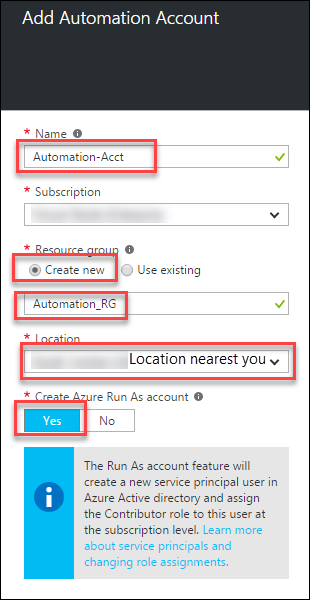 Add Automation Account
* Name
Automation-Acct
* Subscription
* Resource group
Create new Use existing
Automation_RG
* Location
Location nearest you
* Create Azure Run As account
Yes No
The Run As account feature will
create a new service principal user in
Azure Active directory and assign
the Contributor role to this user at
the subscription level. Learn more
about service principals and
changing role assignments.